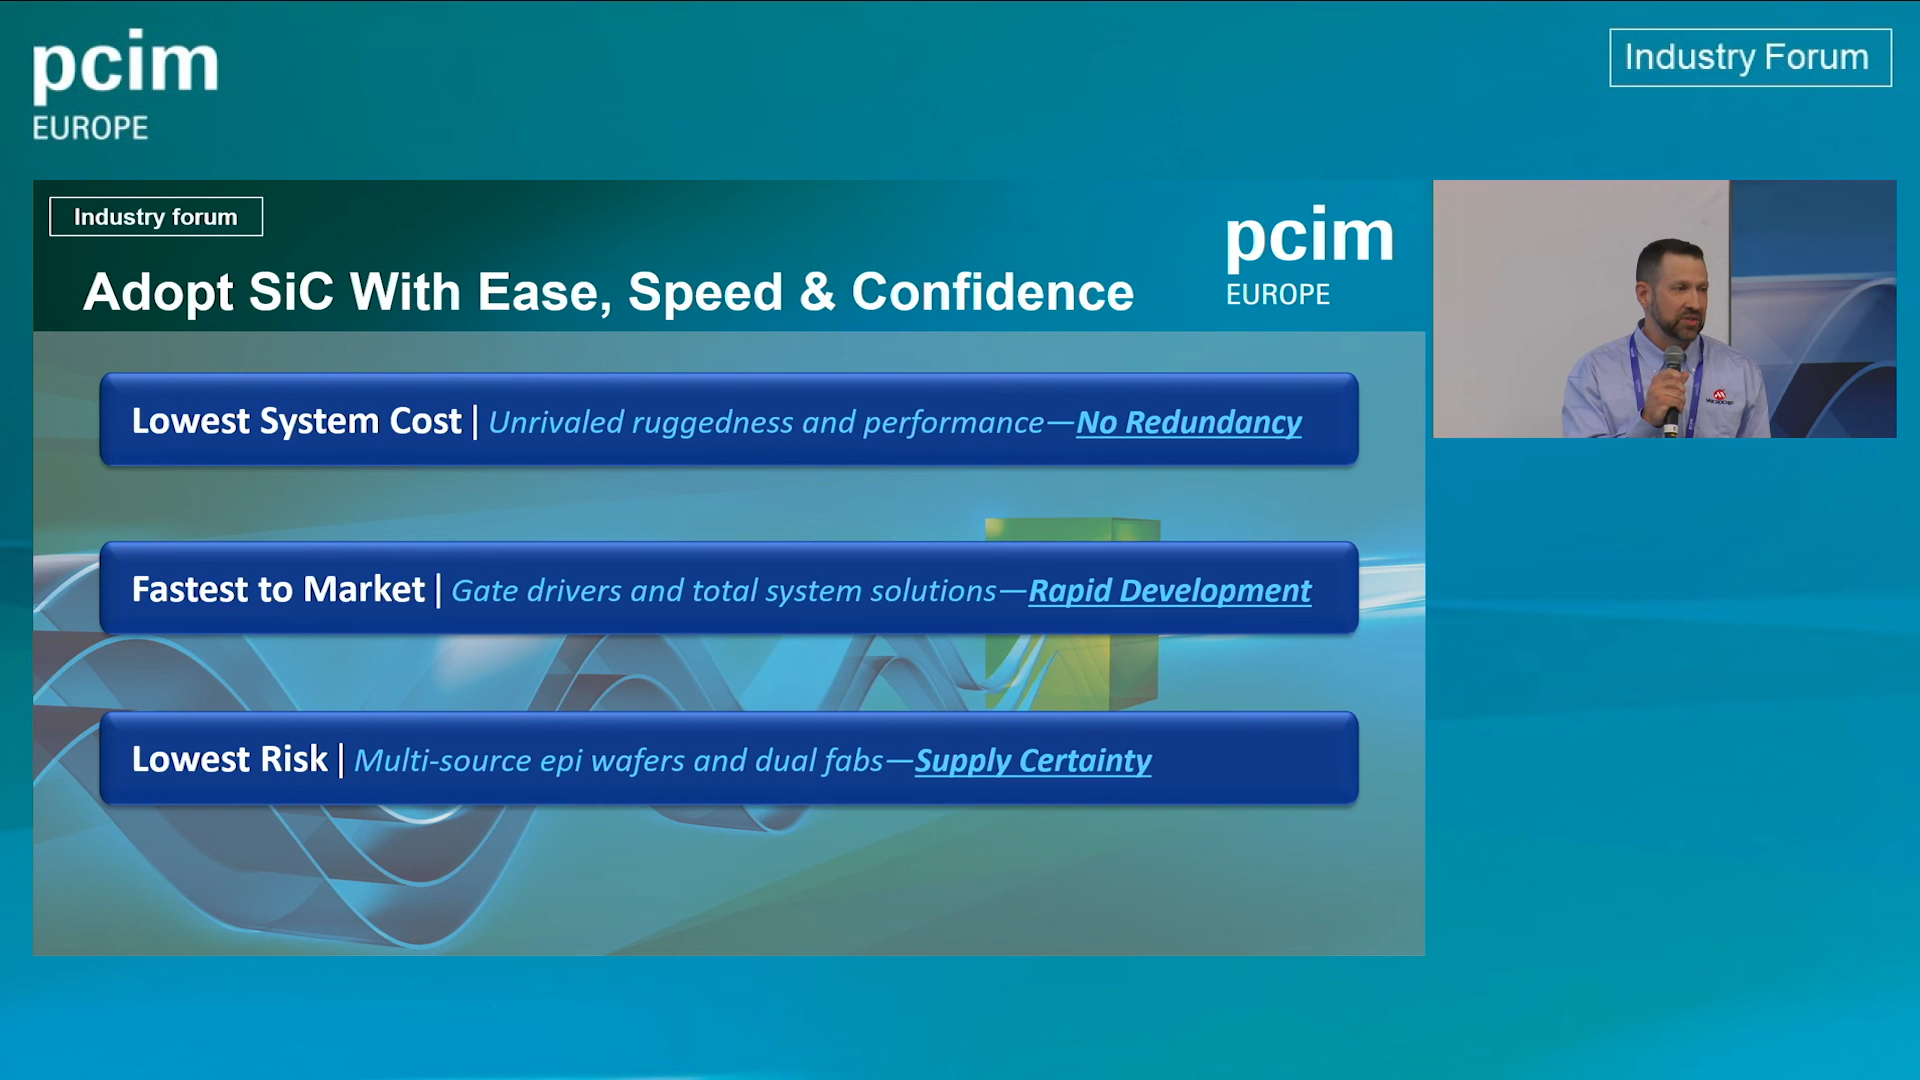 pcim
EUROPE
Industry Forum
Industry forum
pcim
EUROPE
Adopt SiC With Ease, Speed & Confidence
Lowest System Cost | Unrivaled ruggedness and performance—No Redundancy
Fastest to Market | Gate drivers and total system solutions—Rapid Development
Lowest Risk | Multi-source epi wafers and dual fabs—Supply Certainty